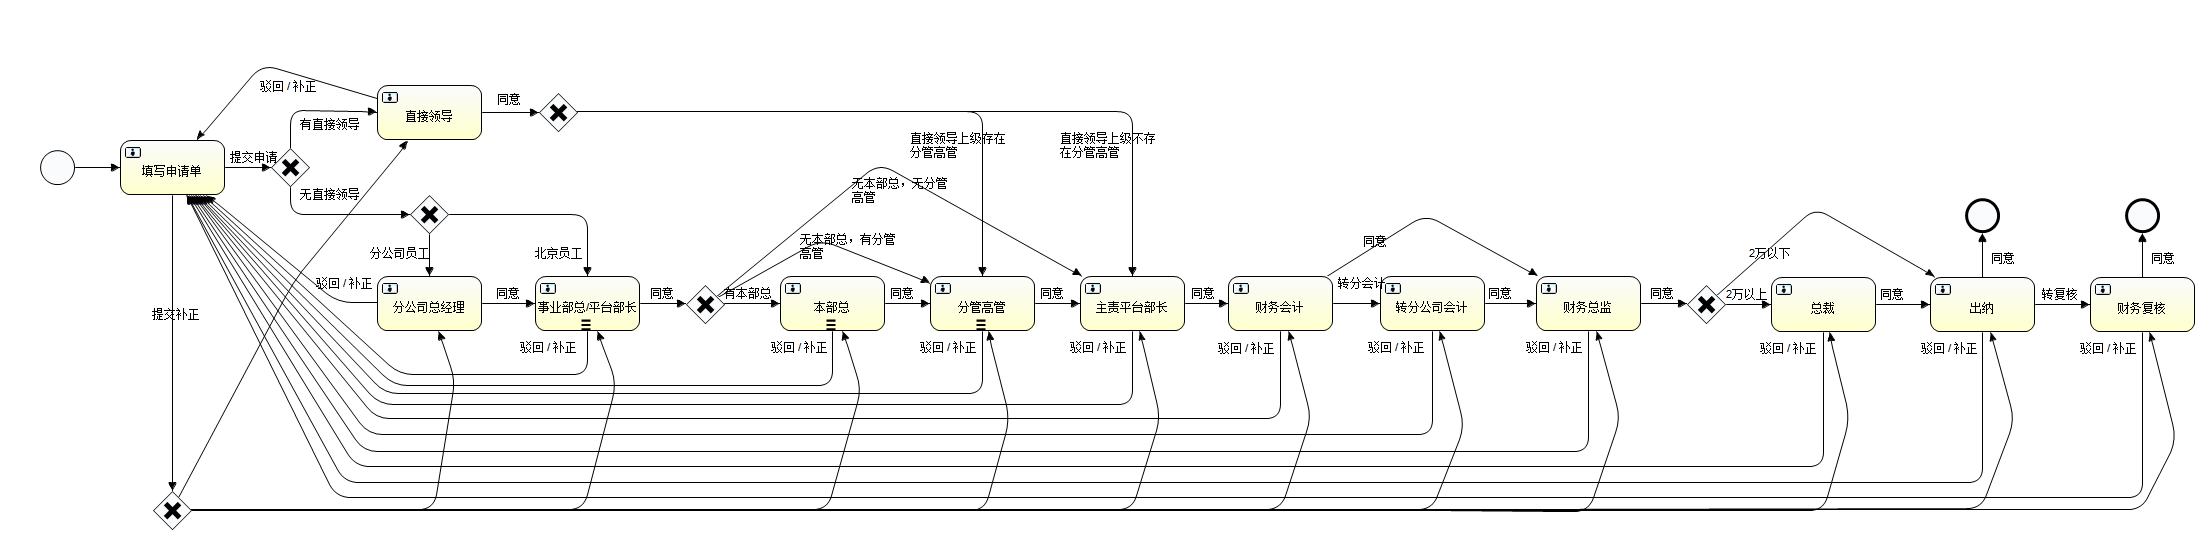 驳回 / 补正
直接领导
同意
有直接领导
填写申请单
提交申请
无直接领导
直接领导上级存在
分管高管
直接领导上级不存
在分管高管
无本部总，无分管
高管
无本部总，有分管
高管
分公司员工
北京员工
驳回 / 补正
分公司总经理
同意
事业部总/平台部长
同意
有本部总
本部总
同意
分管高管
同意
主责平台部长
同意
财务会计
同意
转分会计
转分公司会计
同意
财务总监
同意
2万以下
2万以上
总裁
同意
出纳
同意
转复核
财务复核
同意
提交补正
驳回 / 补正
驳回 / 补正
驳回 / 补正
驳回 / 补正
驳回 / 补正
驳回 / 补正
驳回 / 补正
驳回 / 补正
驳回 / 补正
驳回 / 补正